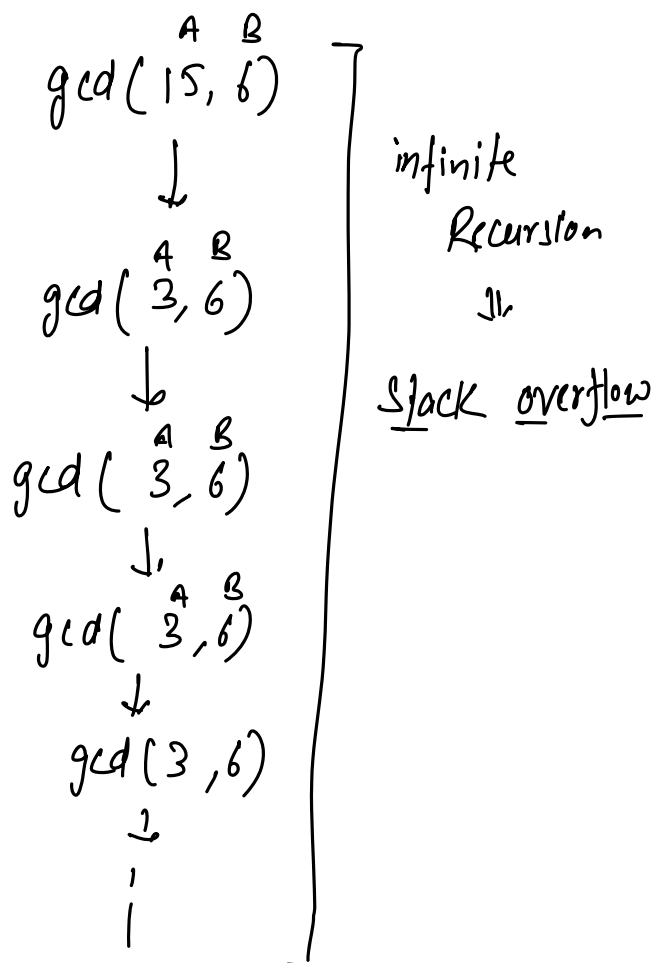 A B
gcd( 15, 6)
A B
gcd( 3, 6)
A B
gcd( 3, 6)
A B
gcd( 3, 6)
gcd(3, 6)
infinite
Recursion
Stack overflow